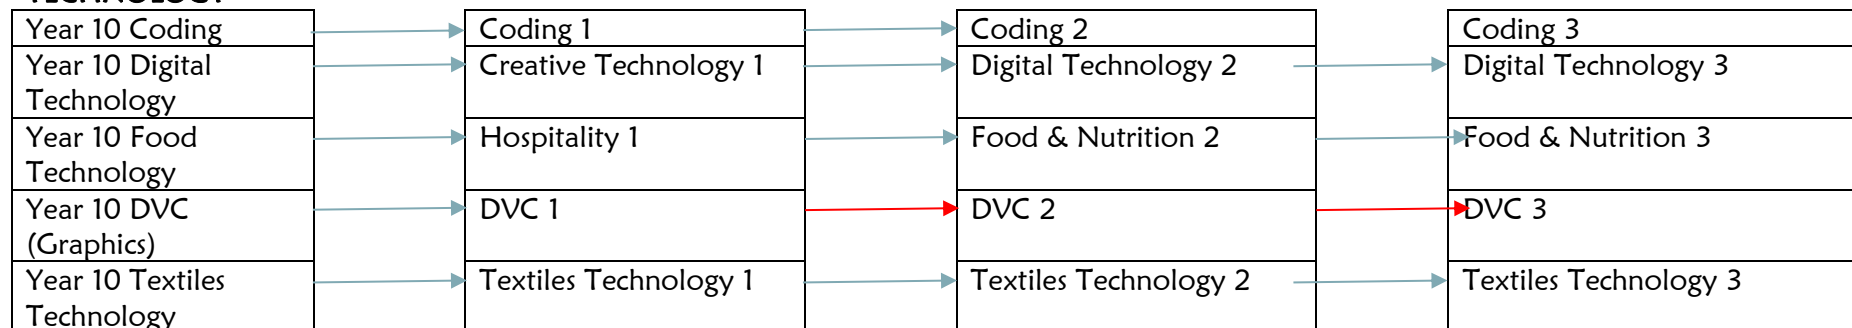 TECHNOLOGY
Year 10 Coding
Coding 1
Coding 2
Coding 3
Year 10 Digital
Technology
Creative Technology 1
Digital Technology 2
Digital Technology 3
Year 10 Food
Technology
Hospitality 1
Food & Nutrition 2
Food & Nutrition 3
Year 10 DVC
(Graphics)
DVC 1
DVC 2
DVC 3
Year 10 Textiles
Technology
Textiles Technology 1
Textiles Technology 2
Textiles Technology 3